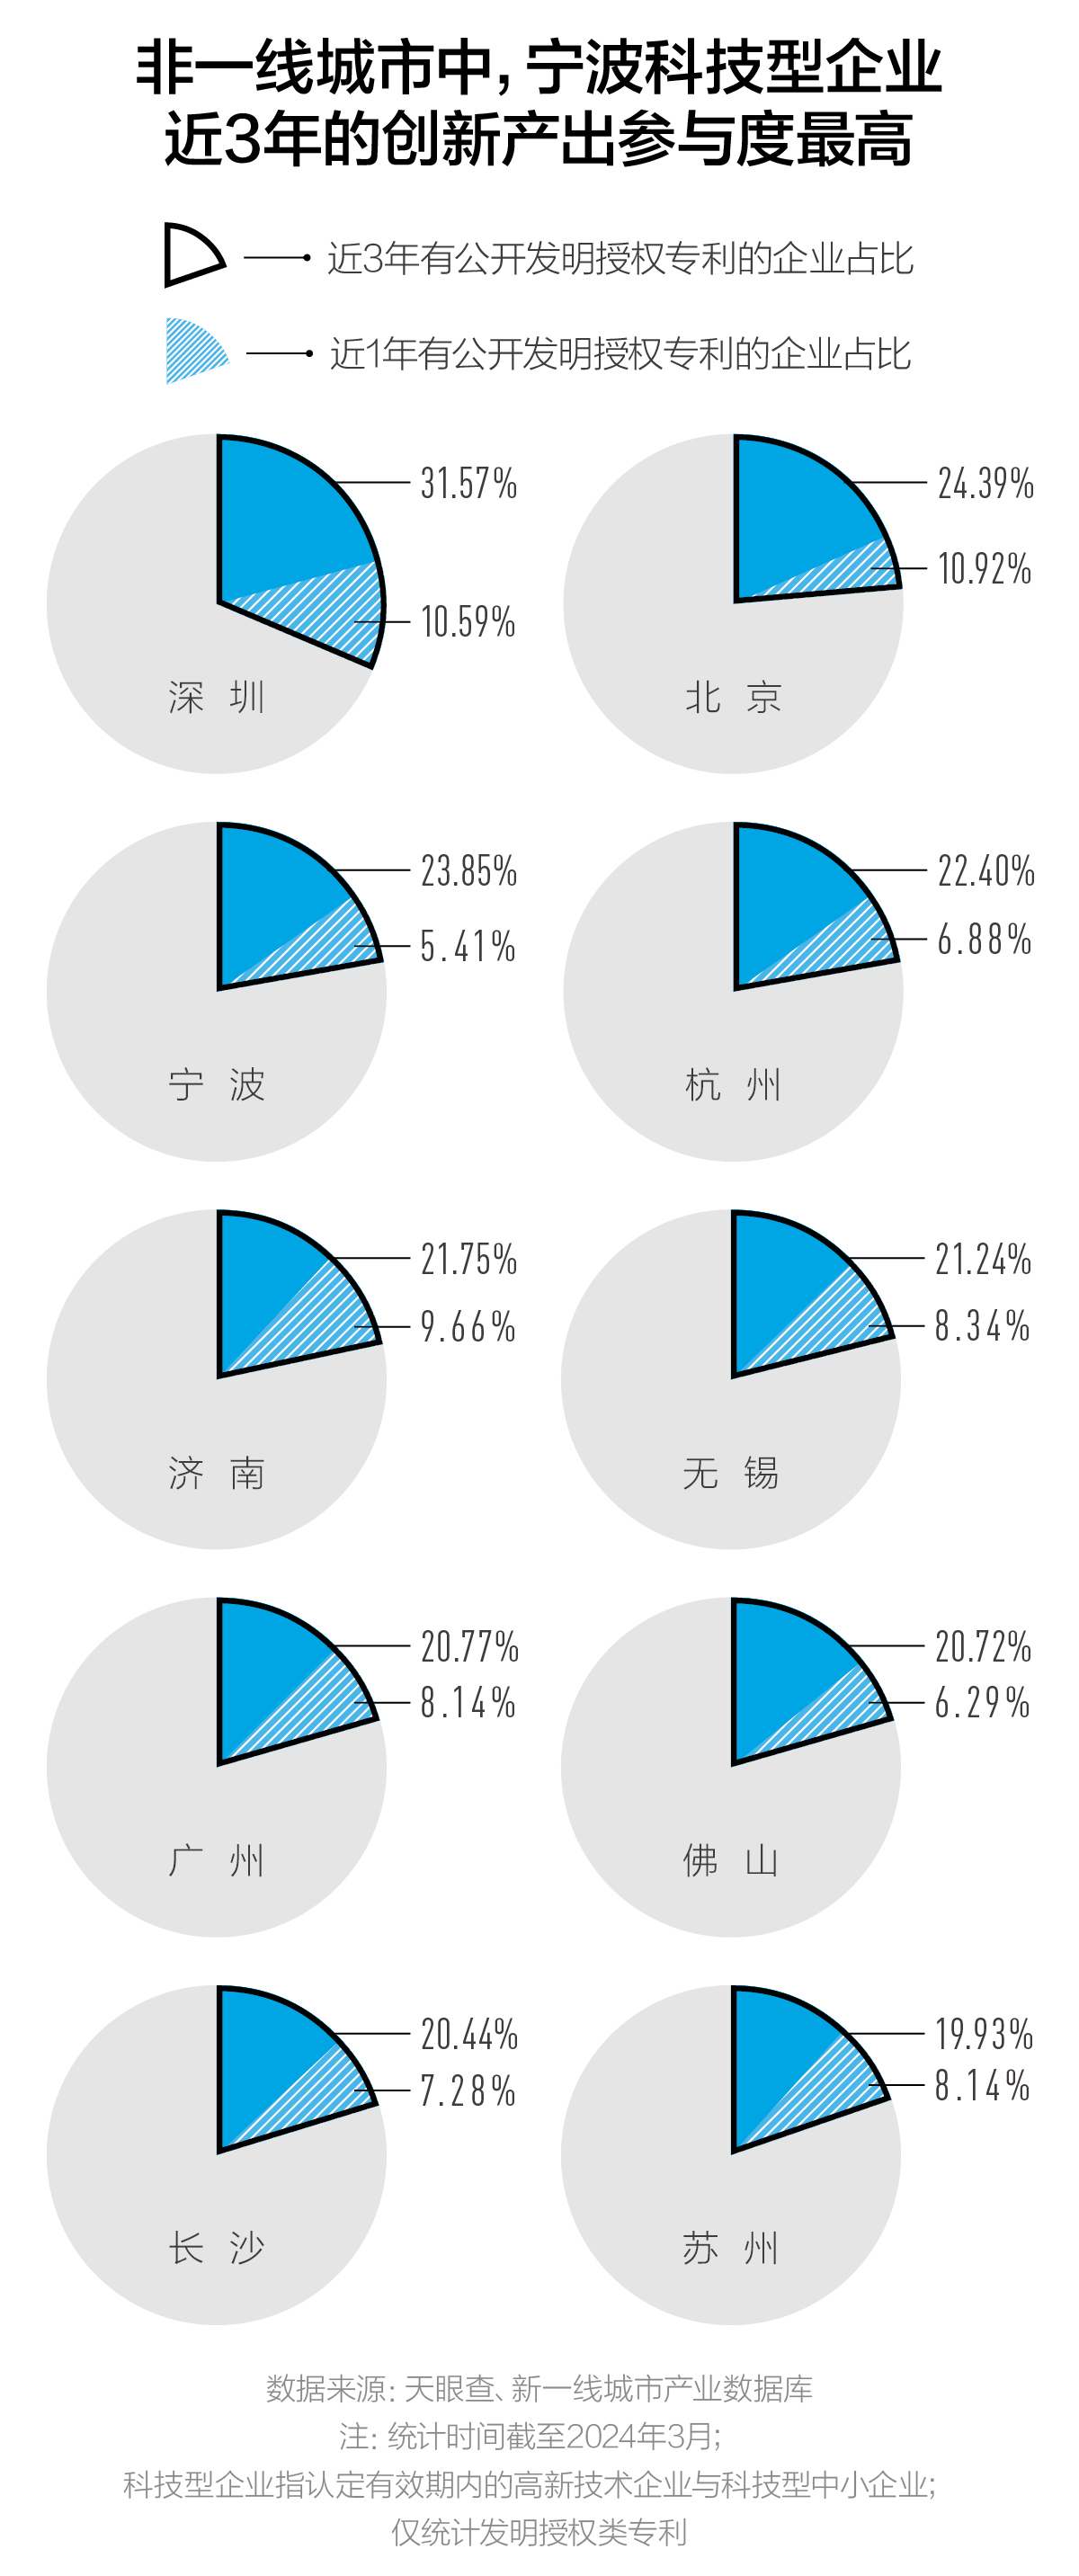 非一线城市中，宁波科技型企业
近3年的创新产出参与度最高
近3年有公开发明授权专利的企业占比
近1年有公开发明授权专利的企业占比
31.57%
10.59%
深圳
24.39%
10.92%
北京
23.85%
5.41%
宁波
22.40%
6.88%
杭州
21.75%
9.66%
济南
21.24%
8.34%
无锡
20.77%
8.14%
广州
20.72%
6.29%
佛山
20.44%
7.28%
长沙
19.93%
8.14%
苏州
数据来源：天眼查、新一线城市产业数据库
注：统计时间截至2024年3月；
科技型企业指认定有效期内的高新技术企业与科技型中小企业；
仅统计发明授权类专利